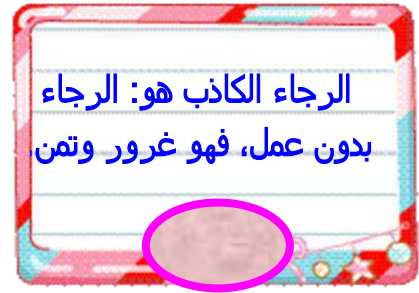 الرجاء الكاذب هو: الرجاء
بدون عمل، فهو غرور وتمن.